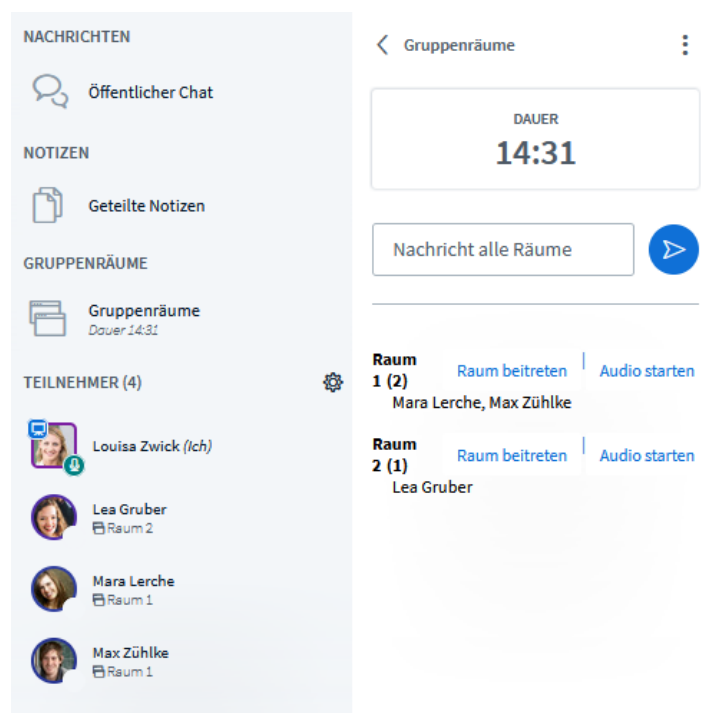 NACHRICHTEN
Öffentlicher Chat
NOTIZEN
Geteilte Notizen
GRUPPENRÄUME
Gruppenräume
Dauer 14:31
TEILNEHMER (4)
Louisa Zwick (Ich)
Lea Gruber
Raum 2
Mara Lerche
Raum 1
Max Zühlke
Raum 1
Gruppenräume
DAUER
14:31
Nachricht alle Räume
Raum
1 (2)
Raum beitreten | Audio starten
Mara Lerche, Max Zühlke
Raum
2 (1)
Raum beitreten | Audio starten
Lea Gruber